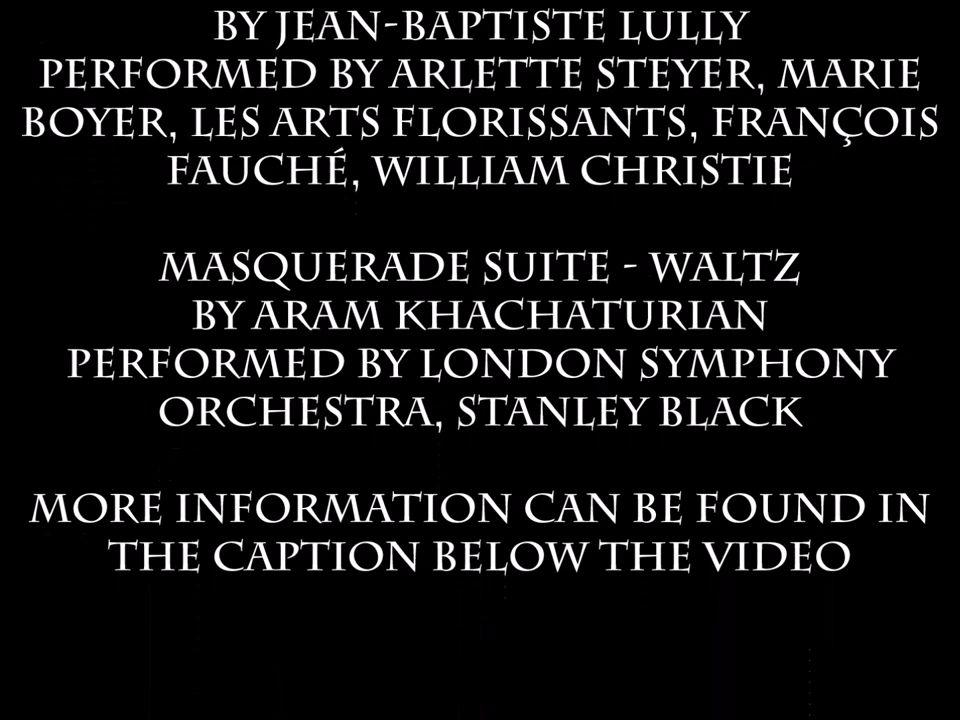 BY JEAN-BAPTISTE LULLY
PERFORMED BY ARLETTE STEYER, MARIE
BOYER, LES ARTS FLORISSANTS, FRANÇOIS
FAUCHÉ, WILLIAM CHRISTIE
MASQUERADE SUITE - WALTZ
BY ARAM KHACHATURIAN
PERFORMED BY LONDON SYMPHONY
ORCHESTRA, STANLEY BLACK
MORE INFORMATION CAN BE FOUND IN
THE CAPTION BELOW THE VIDEO